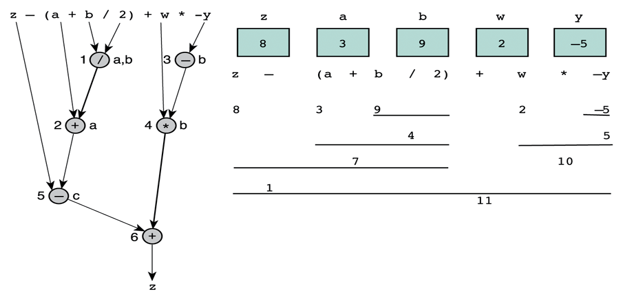 z – (a + b / 2) + w * -y
1 / a,b
3 – b
2 + a
4 * b
5 – c
6 +
z
z a b w y
8 3 9 2 –5
z – (a + b / 2) + w * –y
8 3 9 2 –5
4 5
7 10
1
11